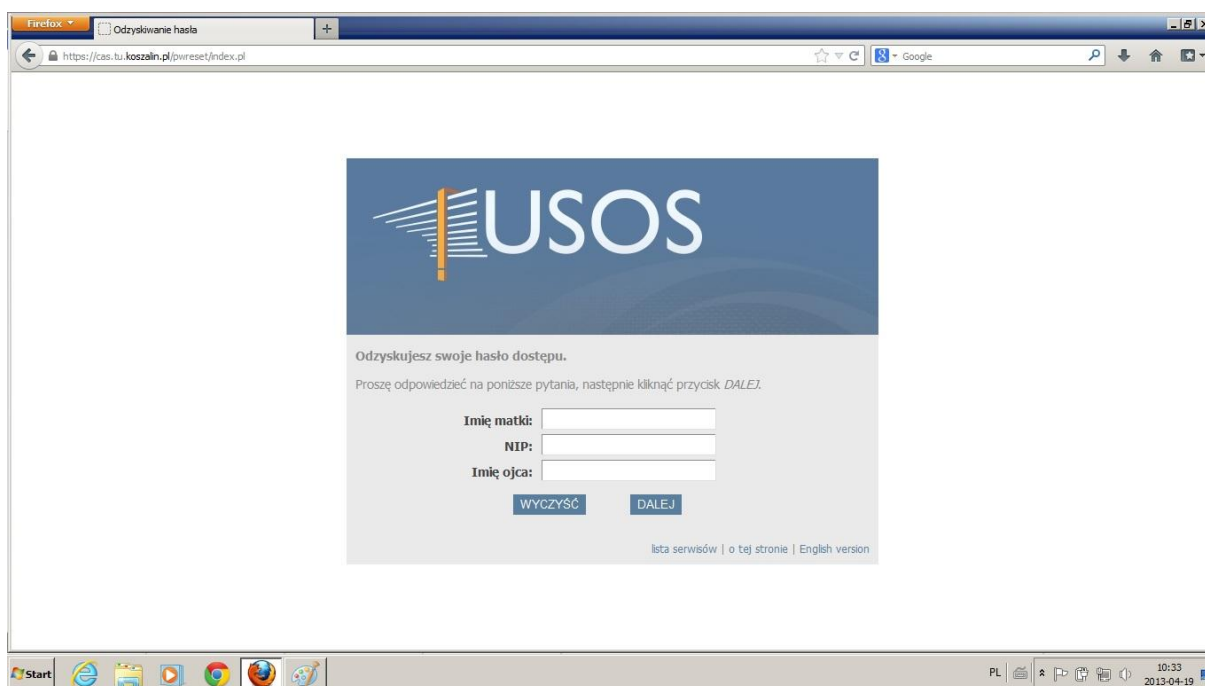 Firefox
Odzyskiwanie hasła
https://cas.tu.koszalin.pl/pwreset/index.pl
Google
USOS
Odzyskujesz swoje hasło dostępu.
Proszę odpowiedzieć na poniższe pytania, następnie kliknąć przycisk DALEJ.
Imię matki:
NIP:
Imię ojca:
WYCZYŚĆ DALEJ
lista serwisów | o tej stronie | English version
Start
PL
10:33
2013-04-19